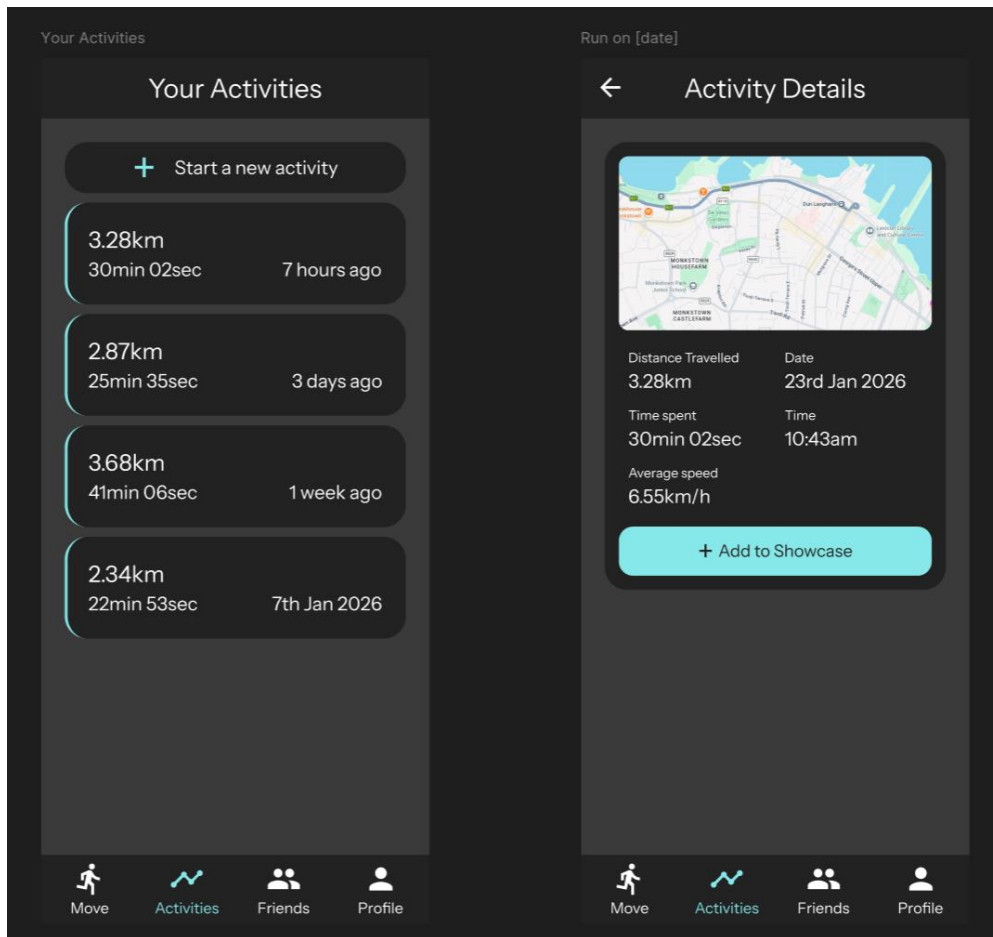 Your Activities
Your Activities
Start a new activity
3.28km
30min 02sec 7 hours ago
2.87km
25min 35sec 3 days ago
3.68km
41min 06sec 1 week ago
2.34km
22min 53sec 7th Jan 2026
Move Activities Friends Profile
Run on [date]
Activity Details
Dun Laoghaire
MONKSTOWN
HOUSEFARM
MONKSTOWN
CASTLEFARM
Distance Travelled Date
3.28km 23rd Jan 2026
Time spent Time
30min 02sec 10:43am
Average speed
6.55km/h
+ Add to Showcase
Move Activities Friends Profile